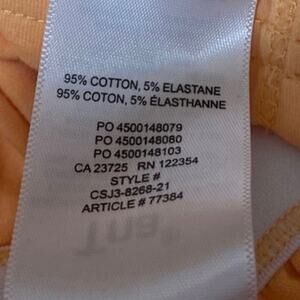 95% COTTON, 5% ELASTANE
95% COTON, 5% ÉLASTHANNE
PO 4500148079
PO 4500148080
PO 4500148103
CA 23725 RN 122354
STYLE #
CSJ3-8268-21
ARTICLE # 77384